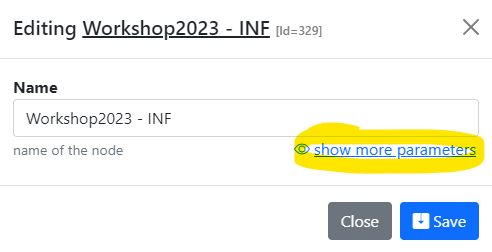 Editing Workshop2023 - INF [Id=329]
Name
Workshop2023 - INF
name of the node
show more parameters
Close
Save